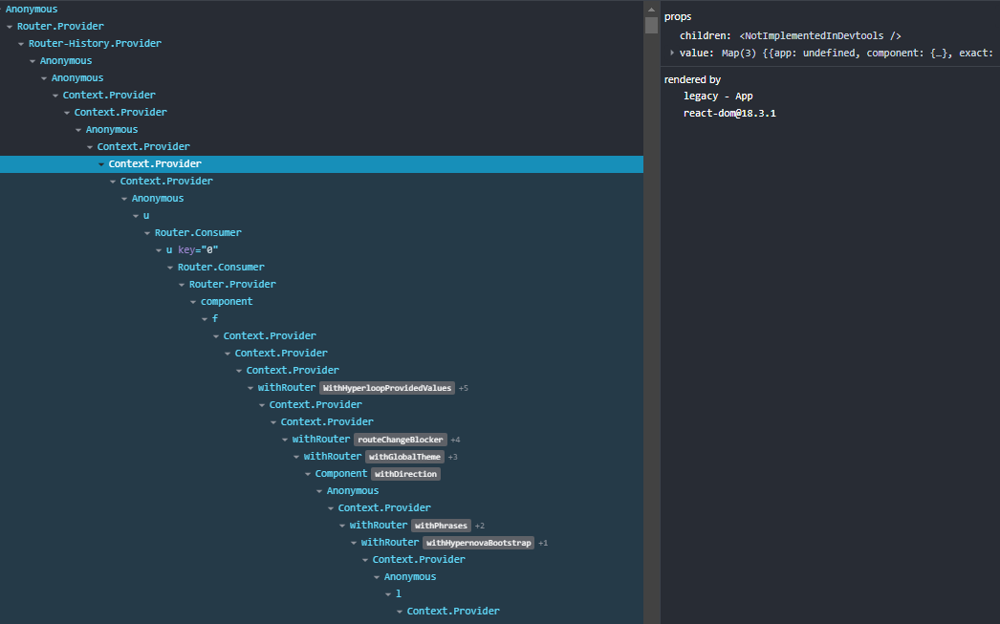 Anonymous
Router.Provider
Router-History.Provider
Anonymous
Anonymous
Context.Provider
Context.Provider
Anonymous
Context.Provider
Context.Provider
Context.Provider
Anonymous
u
Router.Consumer
u key="0"
Router.Consumer
Router.Provider
component
f
Context.Provider
Context.Provider
Context.Provider
withRouter WithHyperloopProvidedValues +5
Context.Provider
Context.Provider
withRouter routeChangeBlocker +4
withRouter withGlobalTheme +3
Component withDirection
Anonymous
Context.Provider
withRouter withPhrases +2
withRouter withHypernovaBootstrap +1
Context.Provider
Anonymous
l
Context.Provider
props
children: <NotImplementedInDevtools />
value: Map(3) {{app: undefined, component: {…}, exact:
rendered by
legacy - App
react-dom@18.3.1